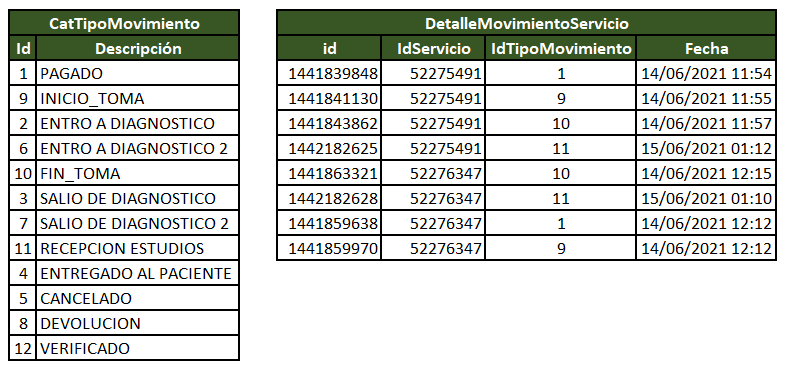 CatTipoMovimiento
Id Descripción
1 PAGADO
9 INICIO_TOMA
2 ENTRO A DIAGNOSTICO
6 ENTRO A DIAGNOSTICO 2
10 FIN_TOMA
3 SALIO DE DIAGNOSTICO
7 SALIO DE DIAGNOSTICO 2
11 RECEPCION ESTUDIOS
4 ENTREGADO AL PACIENTE
5 CANCELADO
8 DEVOLUCION
12 VERIFICADO
DetalleMovimientoServicio
id IdServicio IdTipoMovimiento Fecha
1441839848 52275491 1 14/06/2021 11:54
1441841130 52275491 9 14/06/2021 11:55
1441843862 52275491 10 14/06/2021 11:57
1442182625 52275491 11 15/06/2021 01:12
1441863321 52276347 10 14/06/2021 12:15
1442182628 52276347 11 15/06/2021 01:10
1441859638 52276347 1 14/06/2021 12:12
1441859970 52276347 9 14/06/2021 12:12